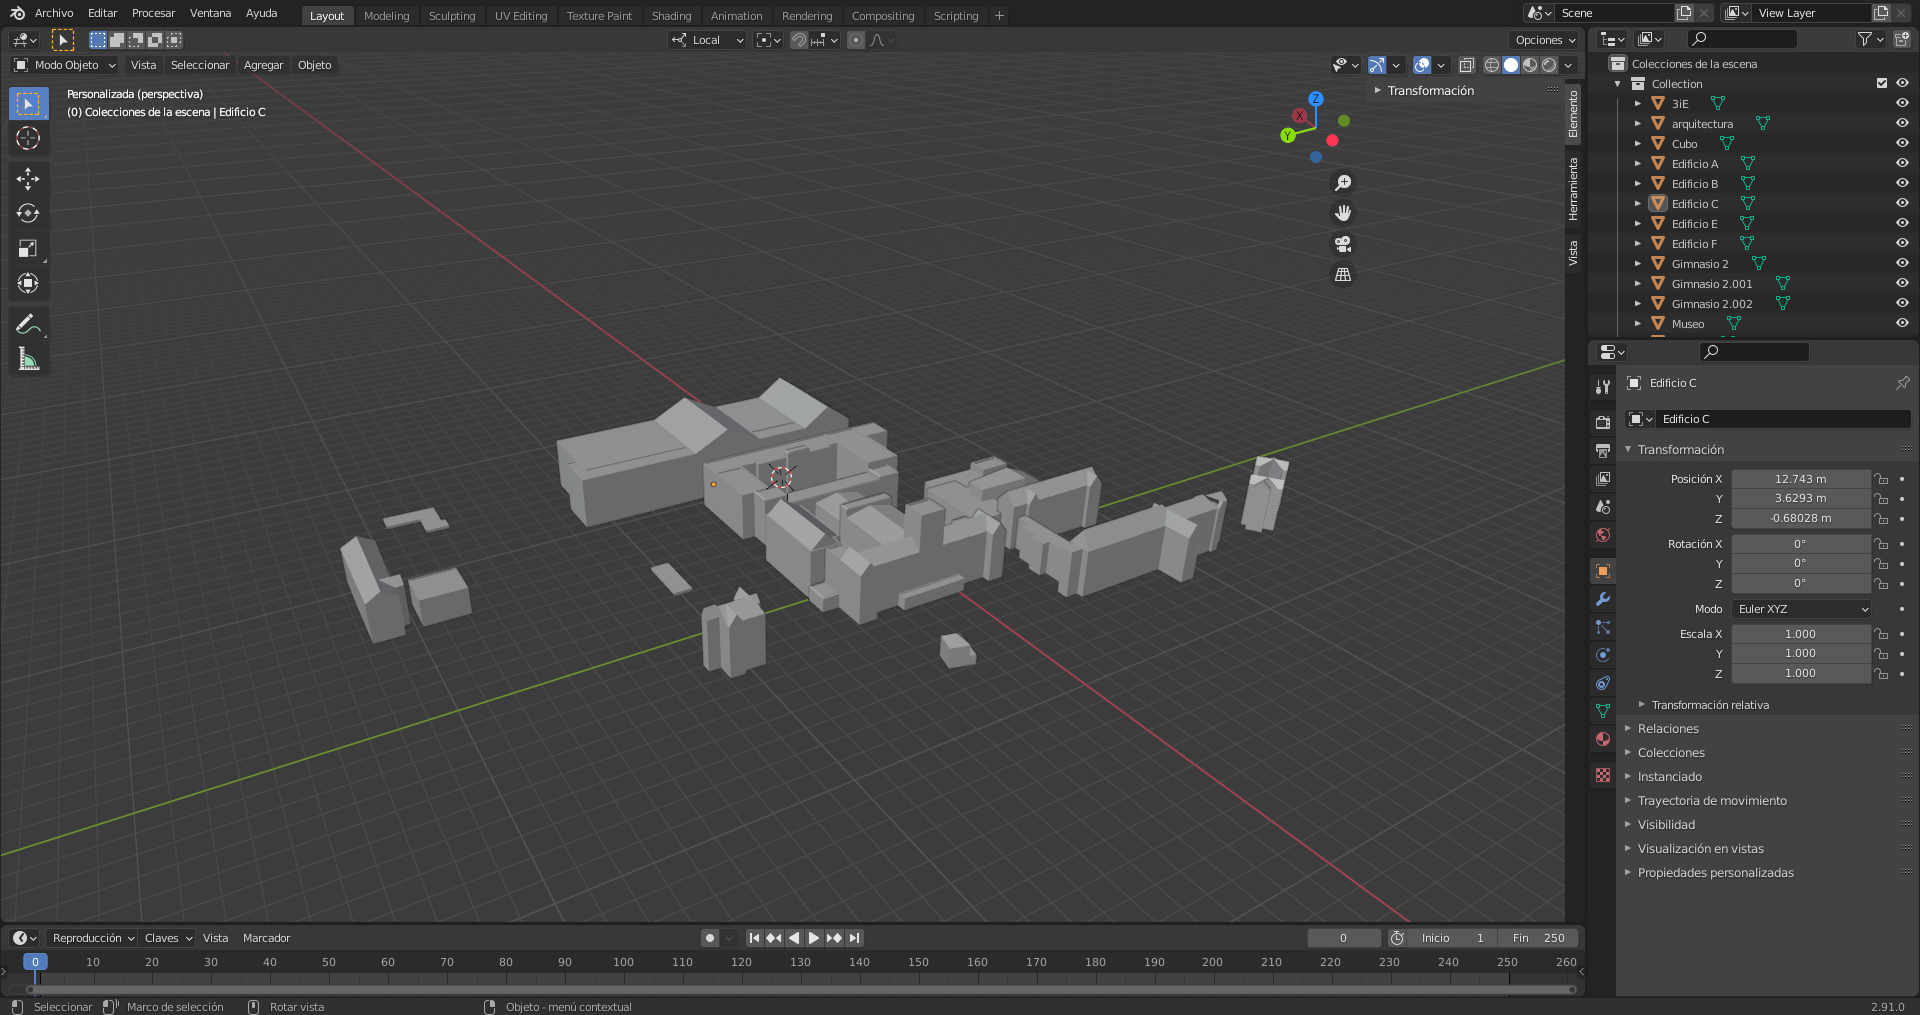 Archivo Editar Procesar Ventana Ayuda Layout Modeling Sculpting UV Editing Texture Paint Shading Animation Rendering Compositing Scripting + Scene View Layer
Local Opciones
Modo Objeto Vista Seleccionar Agregar Objeto
Personalizada (perspectiva)
(0) Colecciones de la escena | Edificio C
Transformación
Z
X
Y
Elemento
Herramienta
Vista
Colecciones de la escena
Collection
3iE
arquitectura
Cubo
Edificio A
Edificio B
Edificio C
Edificio E
Edificio F
Gimnasio 2
Gimnasio 2.001
Gimnasio 2.002
Museo
Edificio C
Edificio C
Transformación
Posición X 12.743 m
Y 3.6293 m
Z -0.68028 m
Rotación X 0°
Y 0°
Z 0°
Modo Euler XYZ
Escala X 1.000
Y 1.000
Z 1.000
Transformación relativa
Relaciones
Colecciones
Instanciado
Trayectoria de movimiento
Visibilidad
Visualización en vistas
Propiedades personalizadas
Reproducción Claves Vista Marcador 0 Inicio 1 Fin 250
0 10 20 30 40 50 60 70 80 90 100 110 120 130 140 150 160 170 180 190 200 210 220 230 240 250 260
Seleccionar Marco de selección Rotar vista Objeto - menú contextual 2.91.0